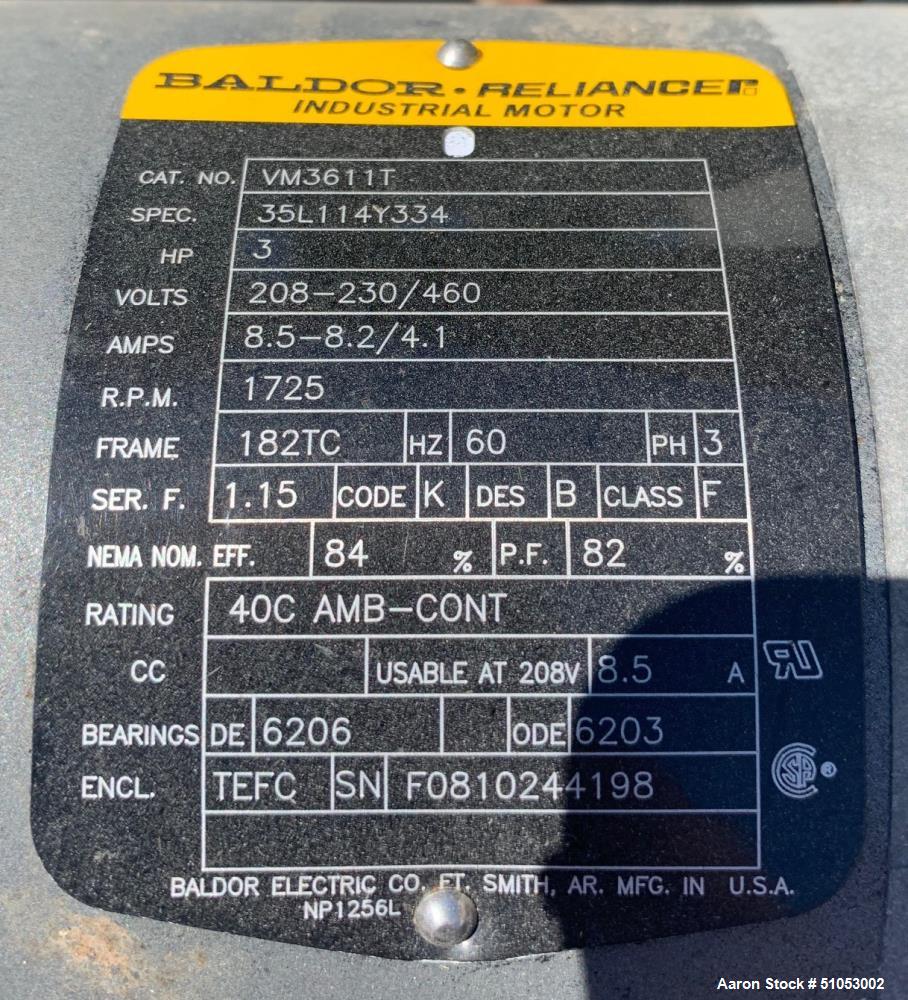 BALDOR • RELIANCE
INDUSTRIAL MOTOR
CAT. NO. VM3611T
SPEC. 35L114Y334
HP 3
VOLTS 208-230/460
AMPS 8.5-8.2/4.1
R.P.M. 1725
FRAME 182TC HZ 60 PH 3
SER. F. 1.15 CODE K DES B CLASS F
NEMA NOM. EFF. 84 % P.F. 82 %
RATING 40C AMB-CONT
CC USABLE AT 208V 8.5 A
BEARINGS DE 6206 ODE 6203
ENCL. TEFC SN F0810244198
BALDOR ELECTRIC CO. FT. SMITH, AR. MFG. IN U.S.A.
NP1256L
Aaron Stock # 51053002